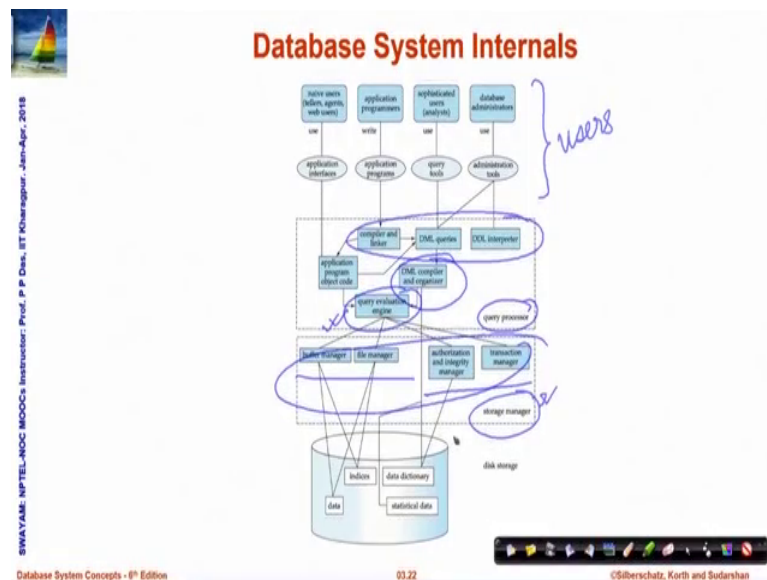 Database System Internals
SWAYAM: NPTEL-NOC MOOCs Instructor: Prof. P P Das, IIT Kharagpur. Jan-Apr, 2018
naive users
(tellers, agents,
web users)
application
programmers
sophisticated
users
(analysts)
database
administrators
users
use
write
use
use
application
interfaces
application
programs
query
tools
administration
tools
compiler and
linker
DML queries
DDL interpreter
application
program
object code
DML compiler
and organizer
query evaluation
engine
query processor
buffer manager
file manager
authorization
and integrity
manager
transaction
manager
storage manager
disk storage
indices
data dictionary
data
statistical data
Database System Concepts - 6th Edition
03.22
©Silberschatz, Korth and Sudarshan